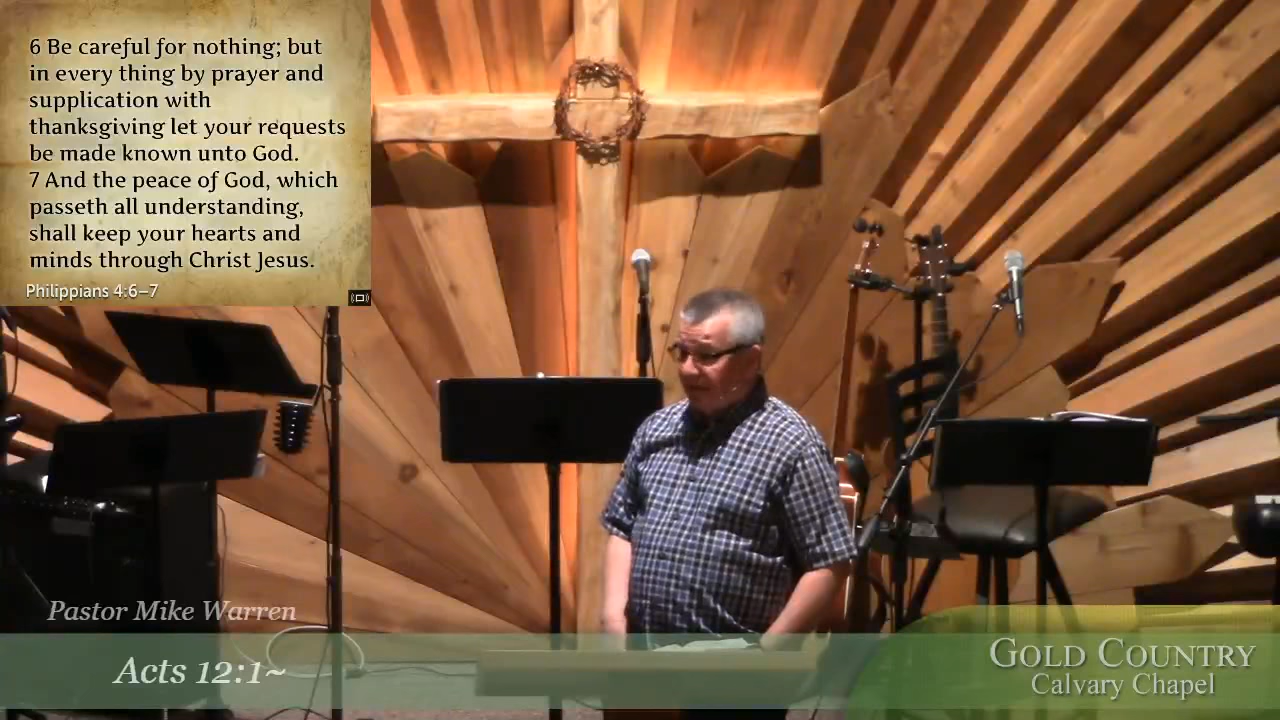 6 Be careful for nothing; but
in every thing by prayer and
supplication with
thanksgiving let your requests
be made known unto God.
7 And the peace of God, which
passeth all understanding,
shall keep your hearts and
minds through Christ Jesus.
Philippians 4:6–7
Pastor Mike Warren
Acts 12:1~
GOLD COUNTRY
Calvary Chapel